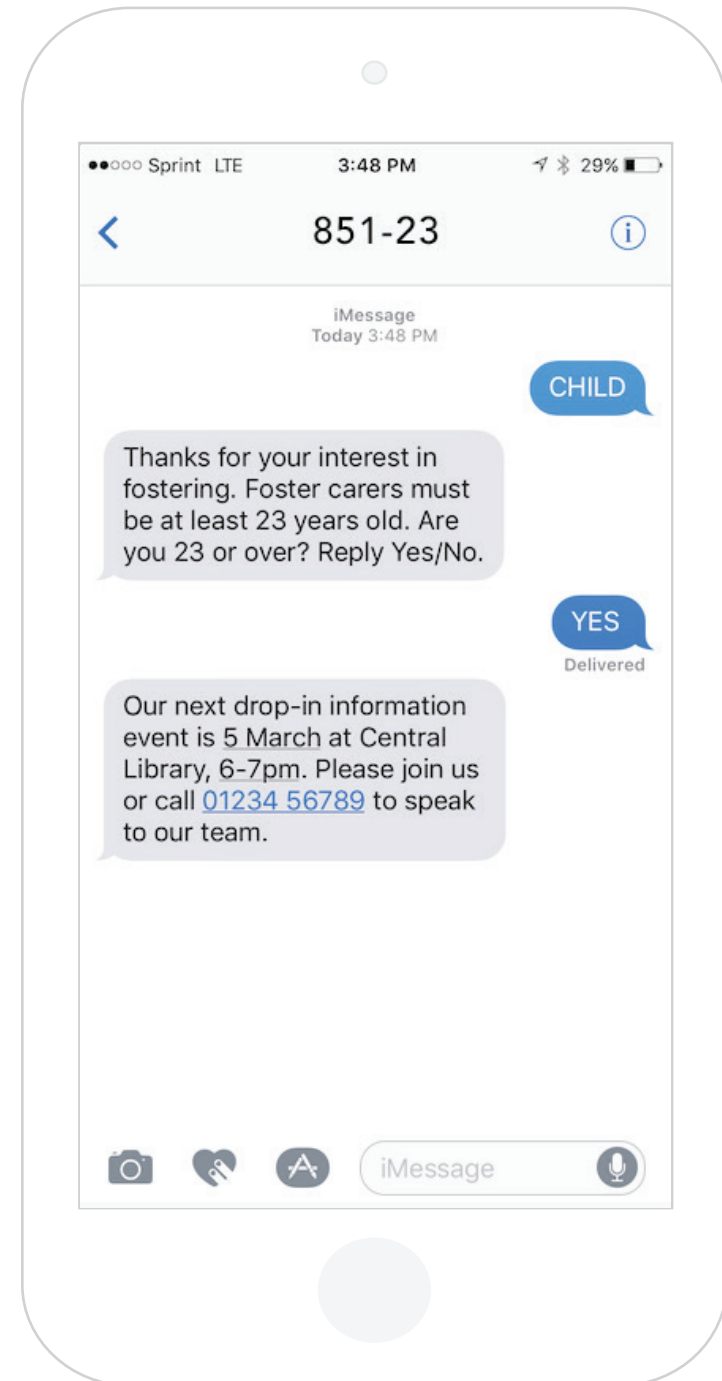 Sprint LTE 3:48 PM 29%
851-23
iMessage
Today 3:48 PM
CHILD
Thanks for your interest in
fostering. Foster carers must
be at least 23 years old. Are
you 23 or over? Reply Yes/No.
YES
Delivered
Our next drop-in information
event is 5 March at Central
Library, 6-7pm. Please join us
or call 01234 56789 to speak
to our team.
iMessage